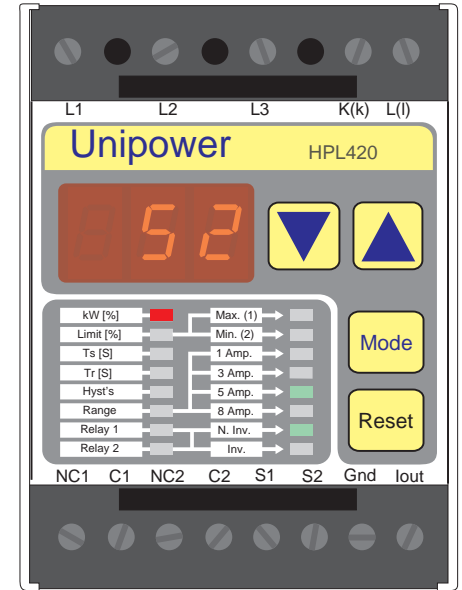 L1 L2 L3 K(k) L(l)
Unipower HPL420
52
kW [%] Max. (1)
Limit [%] Min. (2)
Ts [S] 1 Amp.
Tr [S] 3 Amp.
Hyst's 5 Amp.
Range 8 Amp.
Relay 1 N. Inv.
Relay 2 Inv.
Mode
Reset
NC1 C1 NC2 C2 S1 S2 Gnd Iout